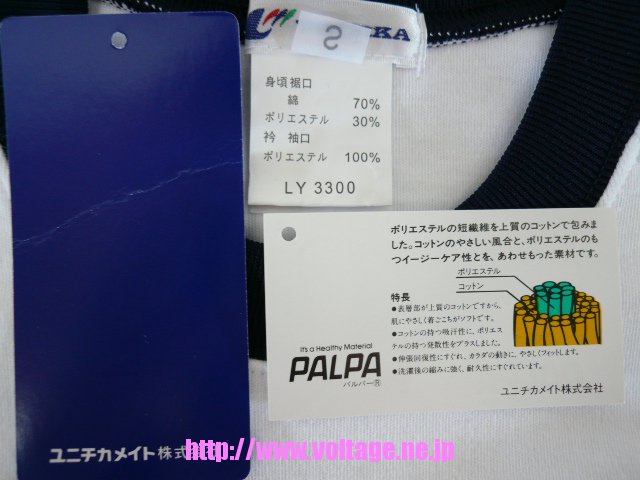 S
KA
身頃裾口
綿 70%
ポリエステル 30%
衿 袖口
ポリエステル 100%
LY 3300
ポリエステルの短繊維を上質のコットンで包みま
した。コットンのやさしい風合と、ポリエステルのも
つイージーケア性とを、あわせもった素材です。
ポリエステル
コットン
特長
●表層部が上質のコットンですから、
肌にやさしく着ごこちがソフトです。
●コットンの持つ吸汗性に、ポリエス
テルの持つ発散性をプラスしました。
●伸張回復性にすぐれ、カラダの動きに、やさしくフィットします。
●洗濯後の縮みに強く、耐久性にすぐれています。
It's a Healthy Material
PALPA
パルパー®
ユニチカメイト株式会社
ユニチカメイト株式
http://www.voltage.ne.jp